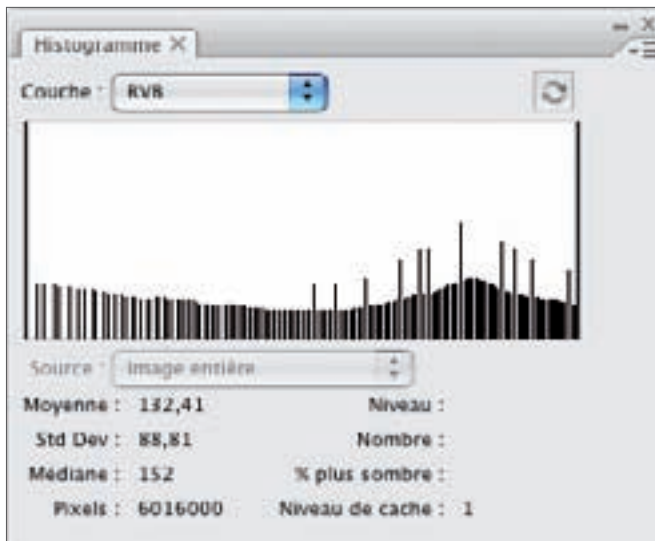 Histogramme
Couche : RVB
Source : Image entière
Moyenne : 132,41 Niveau :
Std Dev : 88,81 Nombre :
Médiane : 152 % plus sombre :
Pixels : 6016000 Niveau de cache : 1